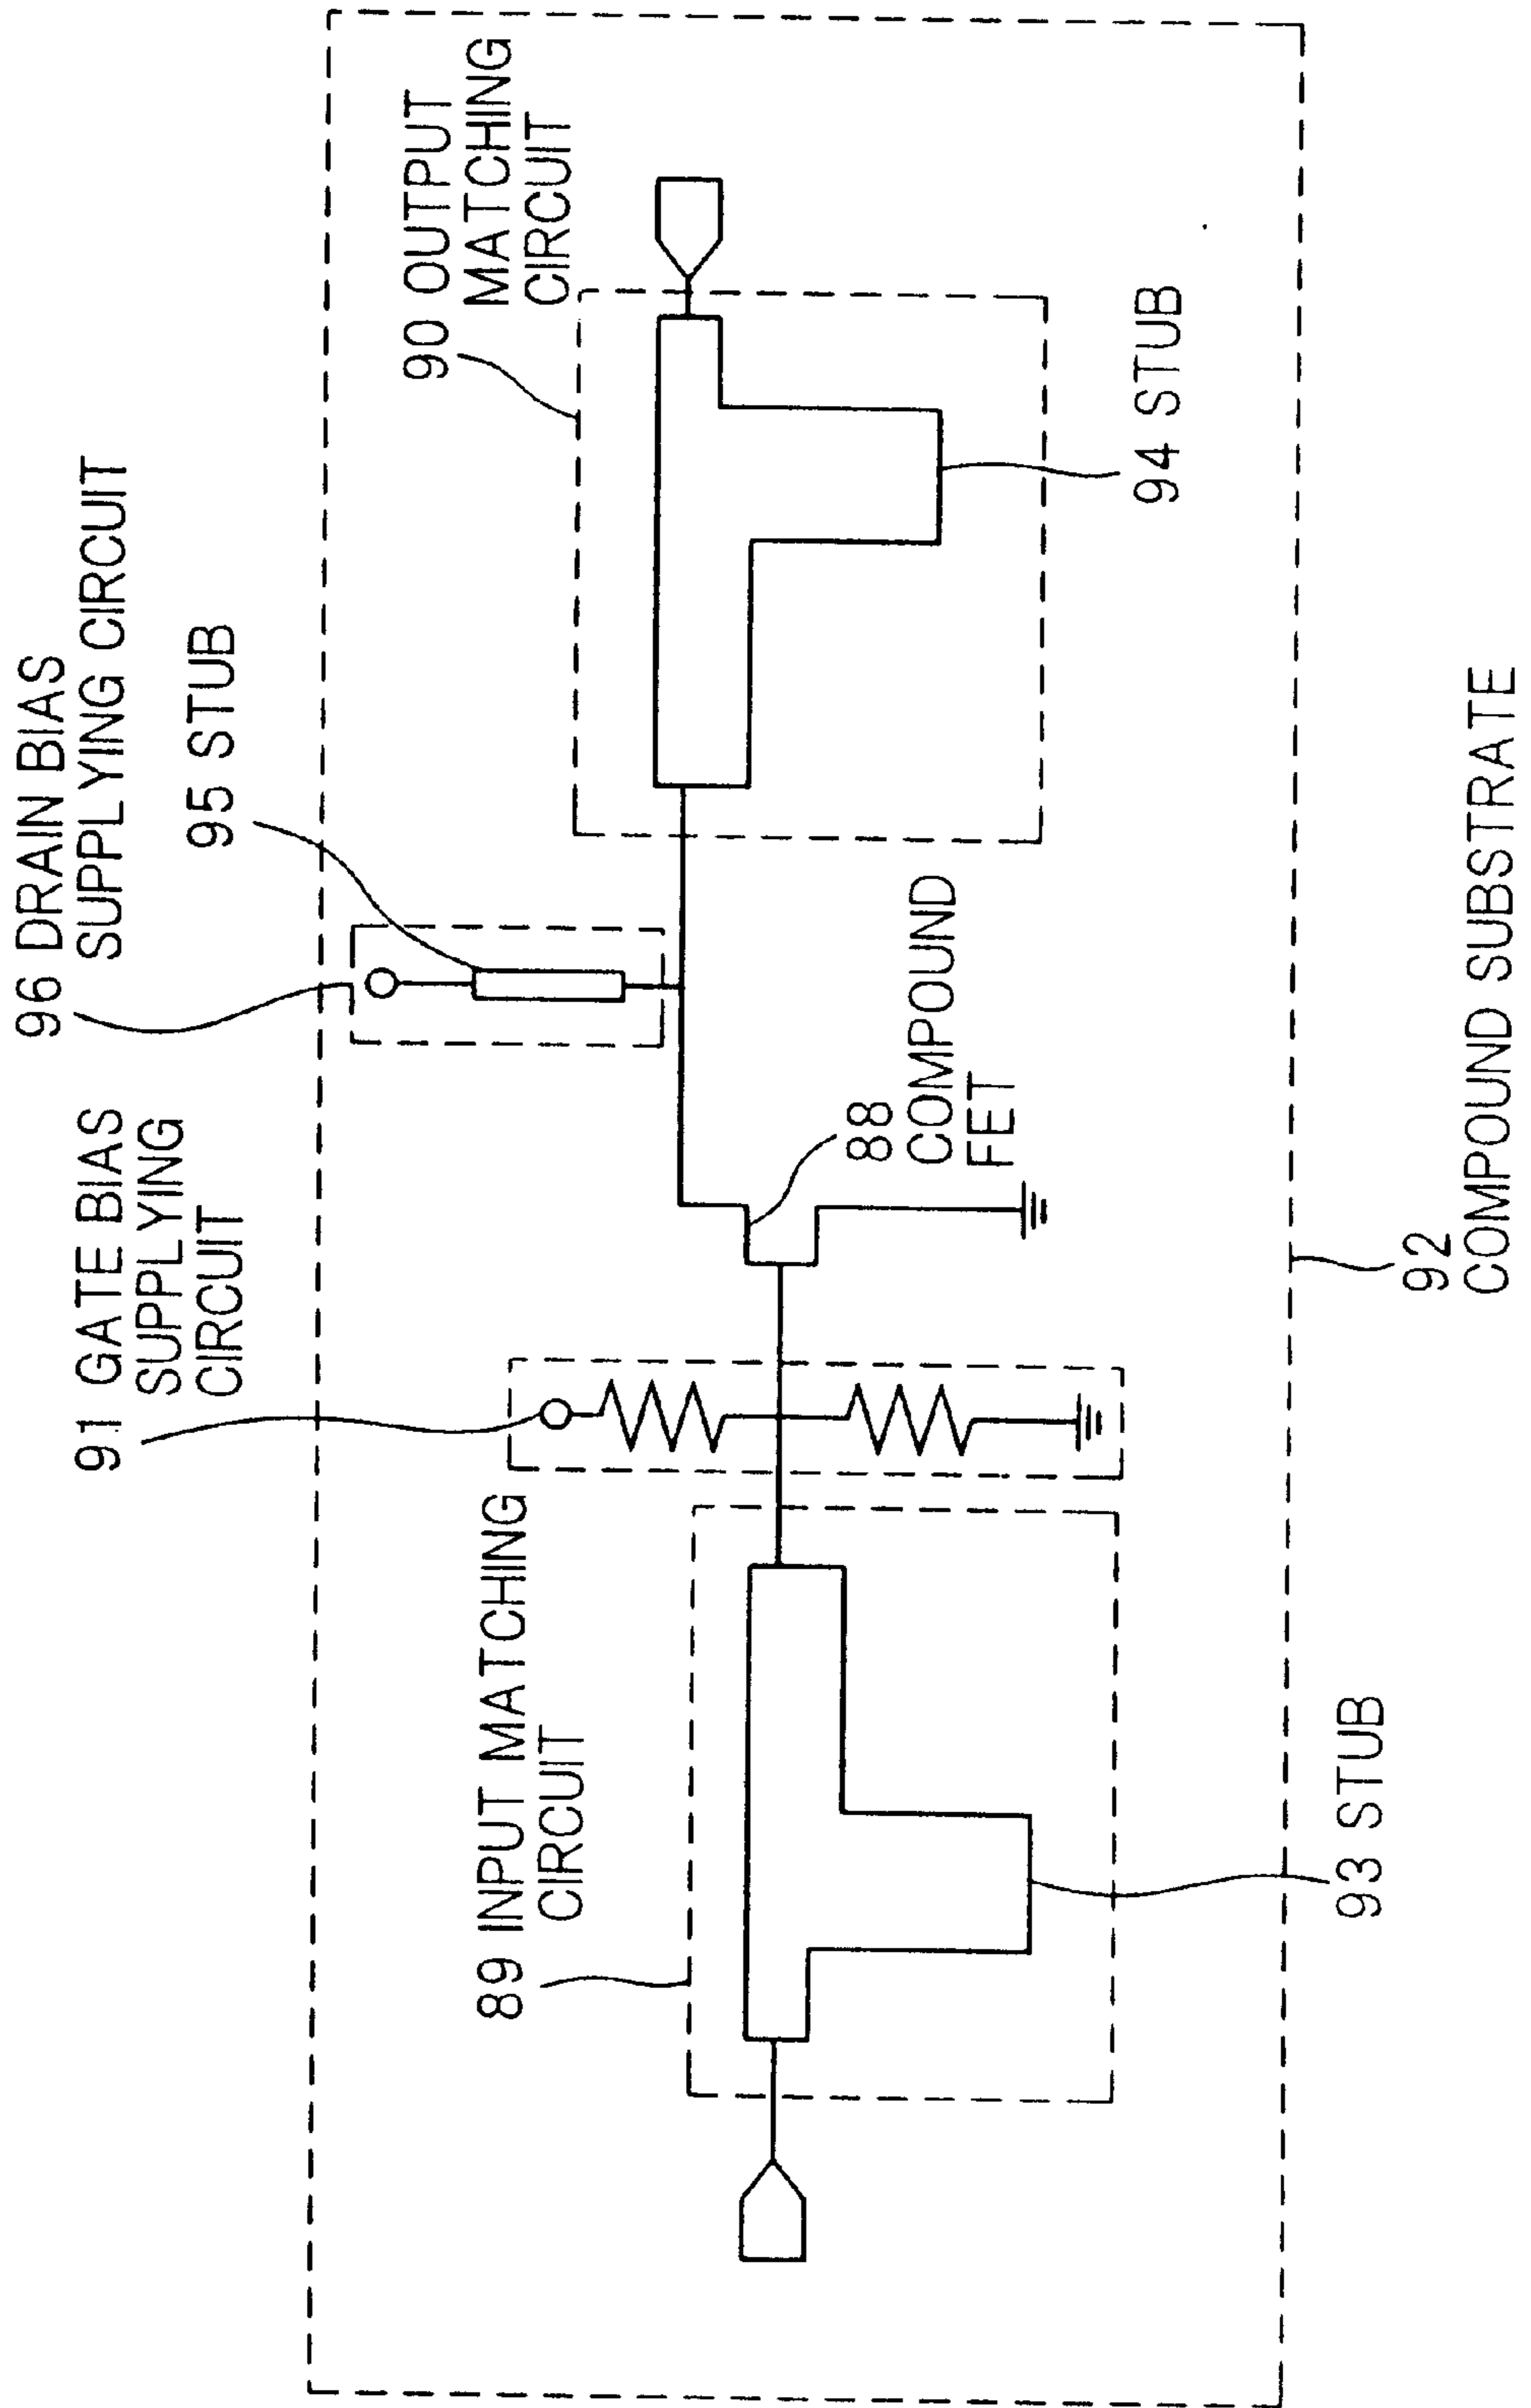 96 DRAIN BIAS
SUPPLYING CIRCUIT
95 STUB
91 GATE BIAS
SUPPLYING
CIRCUIT
90 OUTPUT
MATCHING
CIRCUIT
89 INPUT MATCHING
CIRCUIT
88
COMPOUND
FET
94 STUB
93 STUB
92
COMPOUND SUBSTRATE